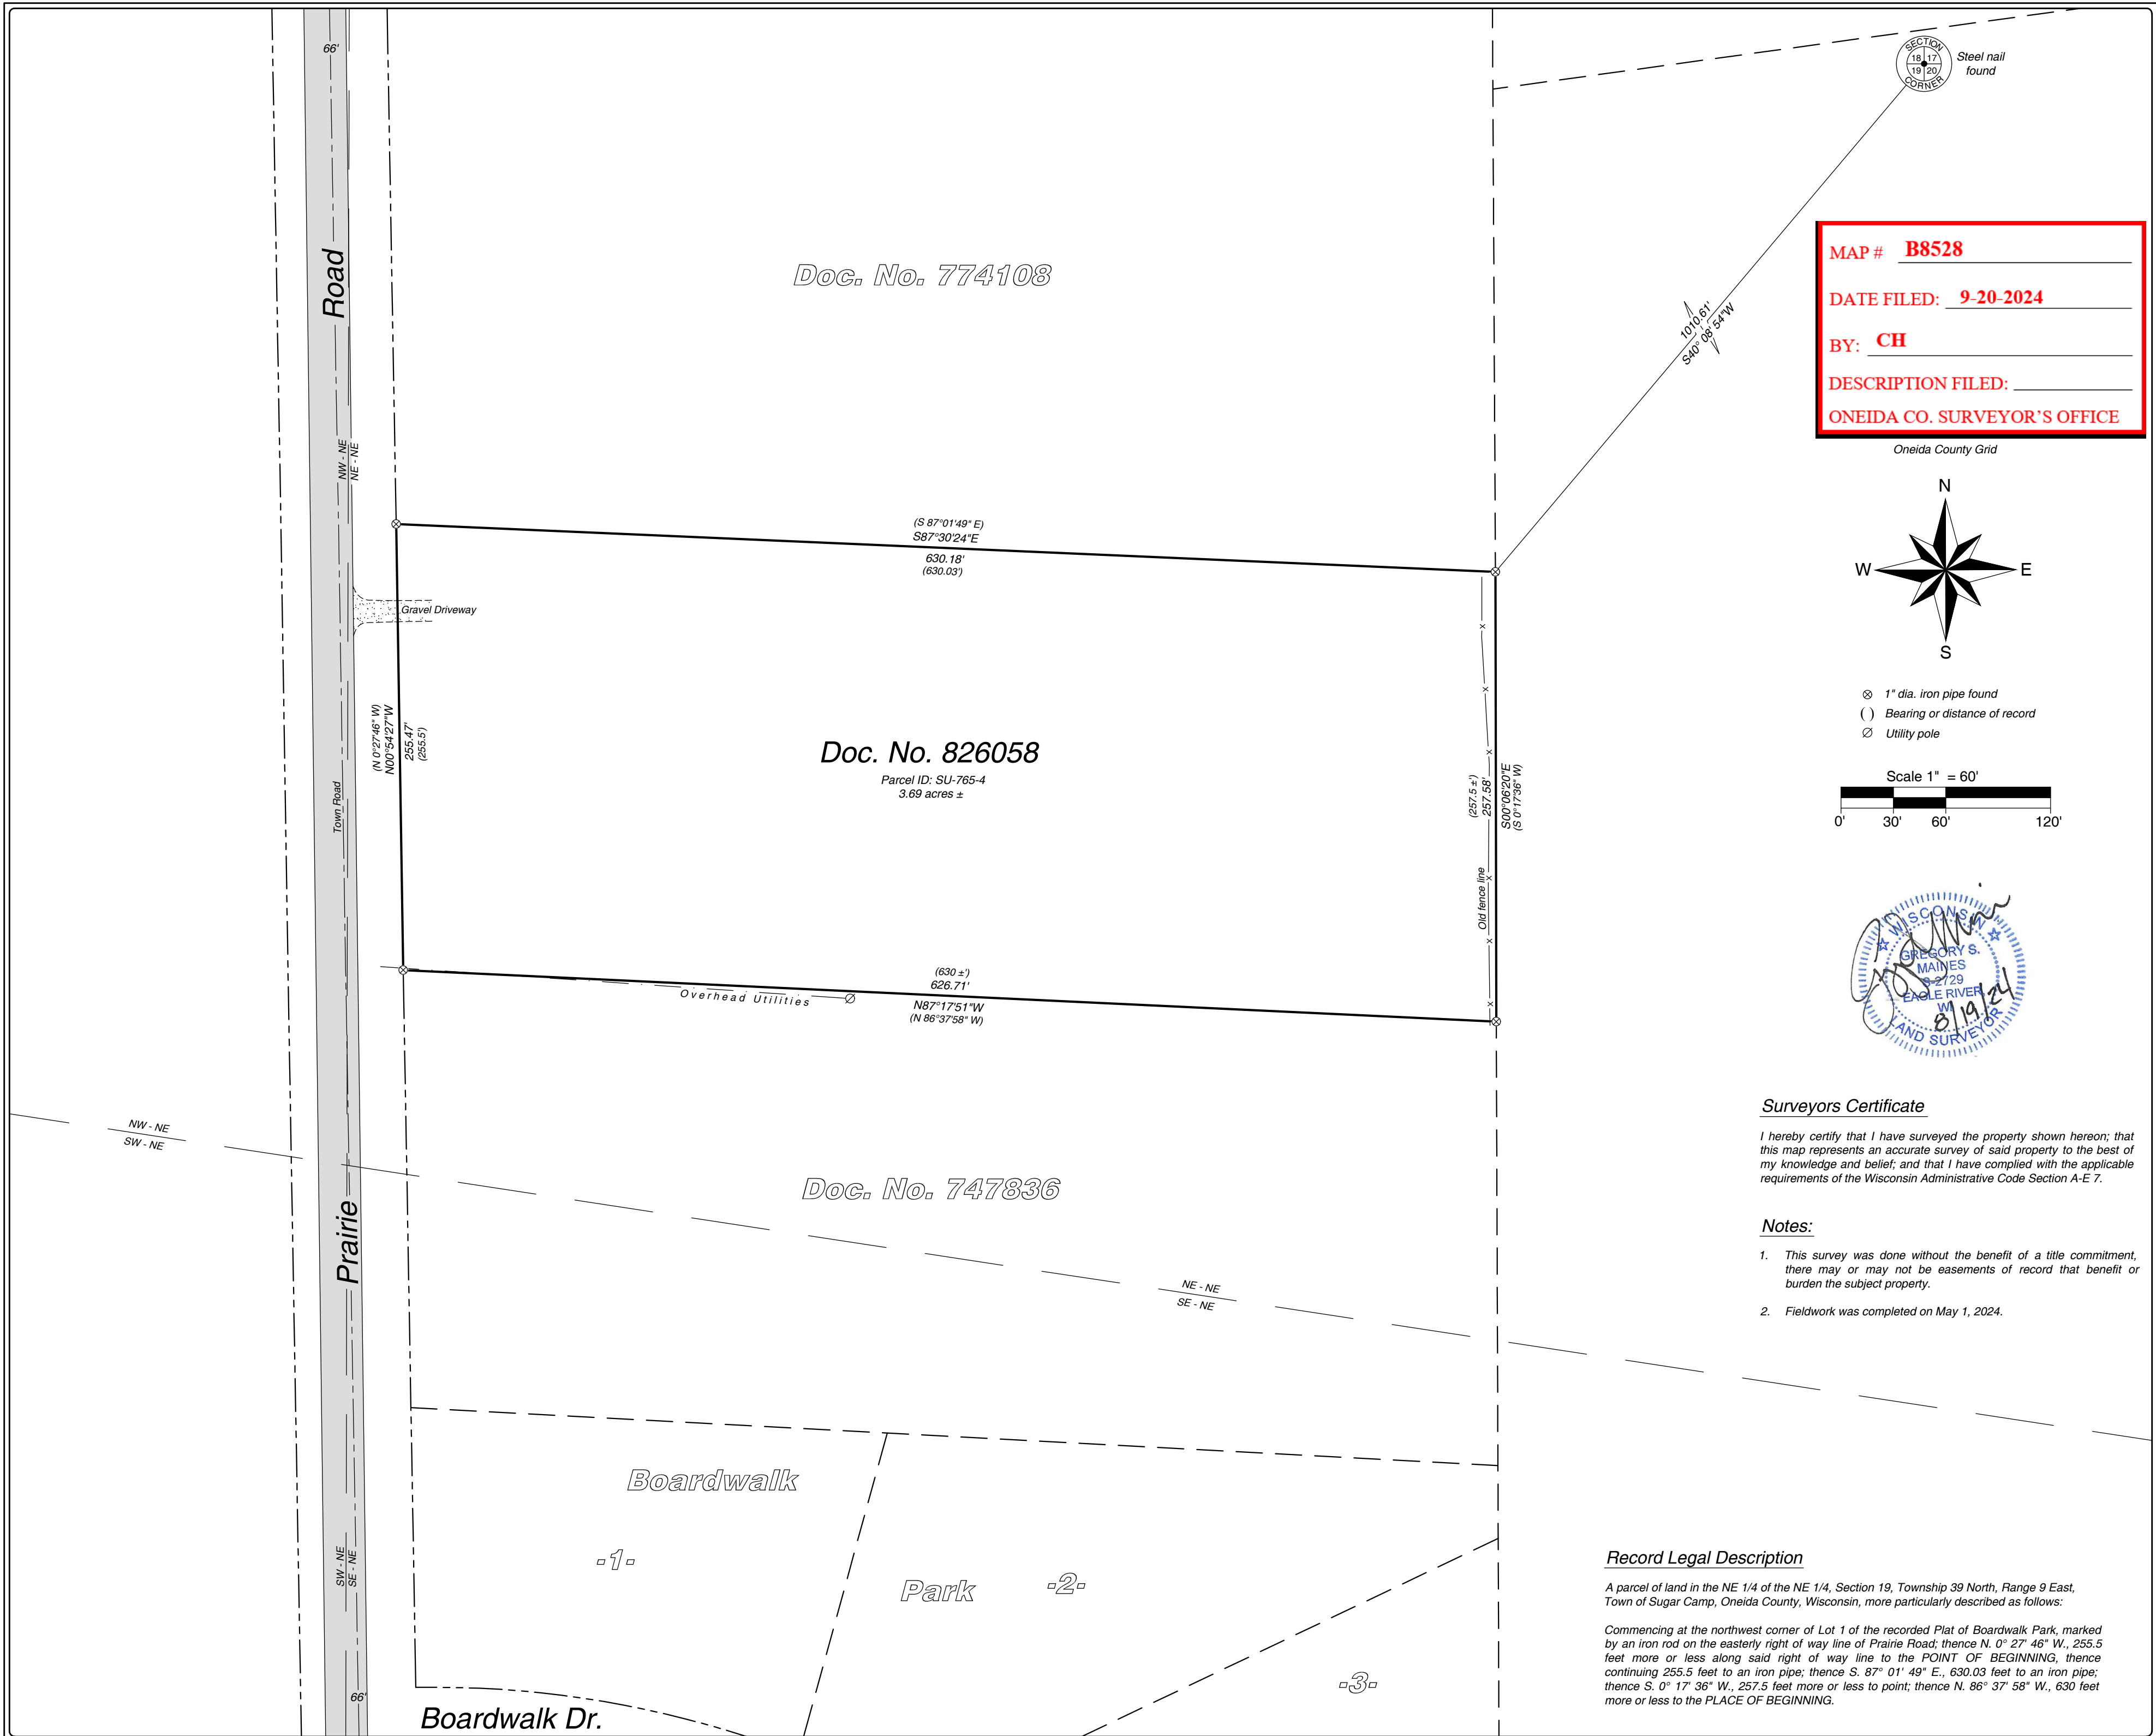 66'
SECTION
18 17
19 20
CORNER
Steel nail
found
Road
Doc. No. 774108
1010.61'
S40° 08' 54"W
MAP # B8528
DATE FILED: 9-20-2024
BY: CH
DESCRIPTION FILED:
ONEIDA CO. SURVEYOR'S OFFICE
Oneida County Grid
N
W E
S
NW - NE
NE - NE
(S 87°01'49" E)
S87°30'24"E
630.18'
(630.03')
Gravel Driveway
1" dia. iron pipe found
( ) Bearing or distance of record
Ø Utility pole
Scale 1" = 60'
0' 30' 60' 120'
(N 0°27'46" W)
N00°54'27"W
255.47'
(255.5')
Town Road
Doc. No. 826058
Parcel ID: SU-765-4
3.69 acres ±
x
x
x
x
x
x
(257.5 ±')
257.58'
S00°06'20"E
(S 0°17'36" W)
Old fence line
WISCONSIN
GREGORY S.
MAINES
S-2729
EAGLE RIVER,
WI
LAND SURVEYOR
8/19/24
(630 ±')
626.71'
N87°17'51"W
(N 86°37'58" W)
Overhead Utilities
NW - NE
SW - NE
Doc. No. 747836
Prairie
NE - NE
SE - NE
Surveyors Certificate
I hereby certify that I have surveyed the property shown hereon; that
this map represents an accurate survey of said property to the best of
my knowledge and belief; and that I have complied with the applicable
requirements of the Wisconsin Administrative Code Section A-E 7.
Notes:
1. This survey was done without the benefit of a title commitment,
there may or may not be easements of record that benefit or
burden the subject property.
2. Fieldwork was completed on May 1, 2024.
Boardwalk
-1-
Park -2-
-3-
SW - NE
SE - NE
66'
Boardwalk Dr.
Record Legal Description
A parcel of land in the NE 1/4 of the NE 1/4, Section 19, Township 39 North, Range 9 East,
Town of Sugar Camp, Oneida County, Wisconsin, more particularly described as follows:
Commencing at the northwest corner of Lot 1 of the recorded Plat of Boardwalk Park, marked
by an iron rod on the easterly right of way line of Prairie Road; thence N. 0° 27' 46" W., 255.5
feet more or less along said right of way line to the POINT OF BEGINNING, thence
continuing 255.5 feet to an iron pipe; thence S. 87° 01' 49" E., 630.03 feet to an iron pipe;
thence S. 0° 17' 36" W., 257.5 feet more or less to point; thence N. 86° 37' 58" W., 630 feet
more or less to the PLACE OF BEGINNING.